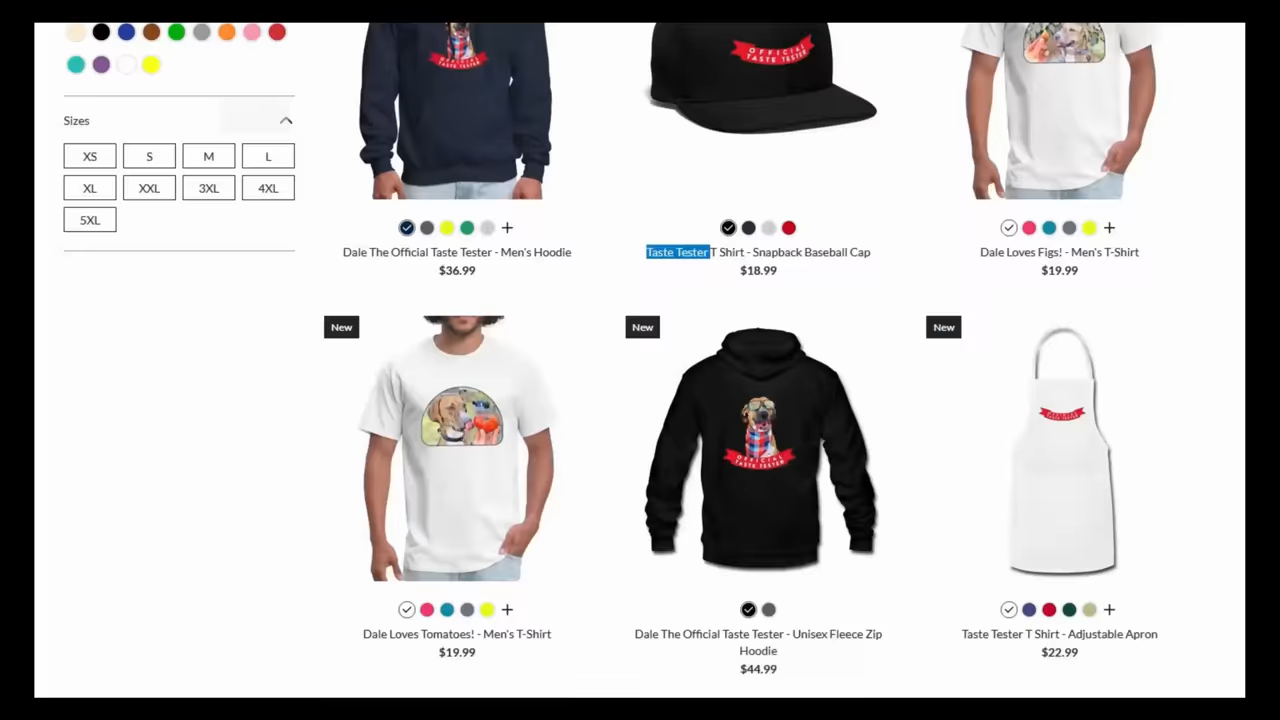 OFFICIAL
TASTE TESTER
OFFICIAL
TASTE TESTER
Sizes
XS S M L
XL XXL 3XL 4XL
5XL
Dale The Official Taste Tester - Men's Hoodie
$36.99
Taste Tester T Shirt - Snapback Baseball Cap
$18.99
Dale Loves Figs! - Men's T-Shirt
$19.99
New
New
New
OFFICIAL
TASTE TESTER
Dale Loves Tomatoes! - Men's T-Shirt
$19.99
Dale The Official Taste Tester - Unisex Fleece Zip
Hoodie
$44.99
Taste Tester T Shirt - Adjustable Apron
$22.99